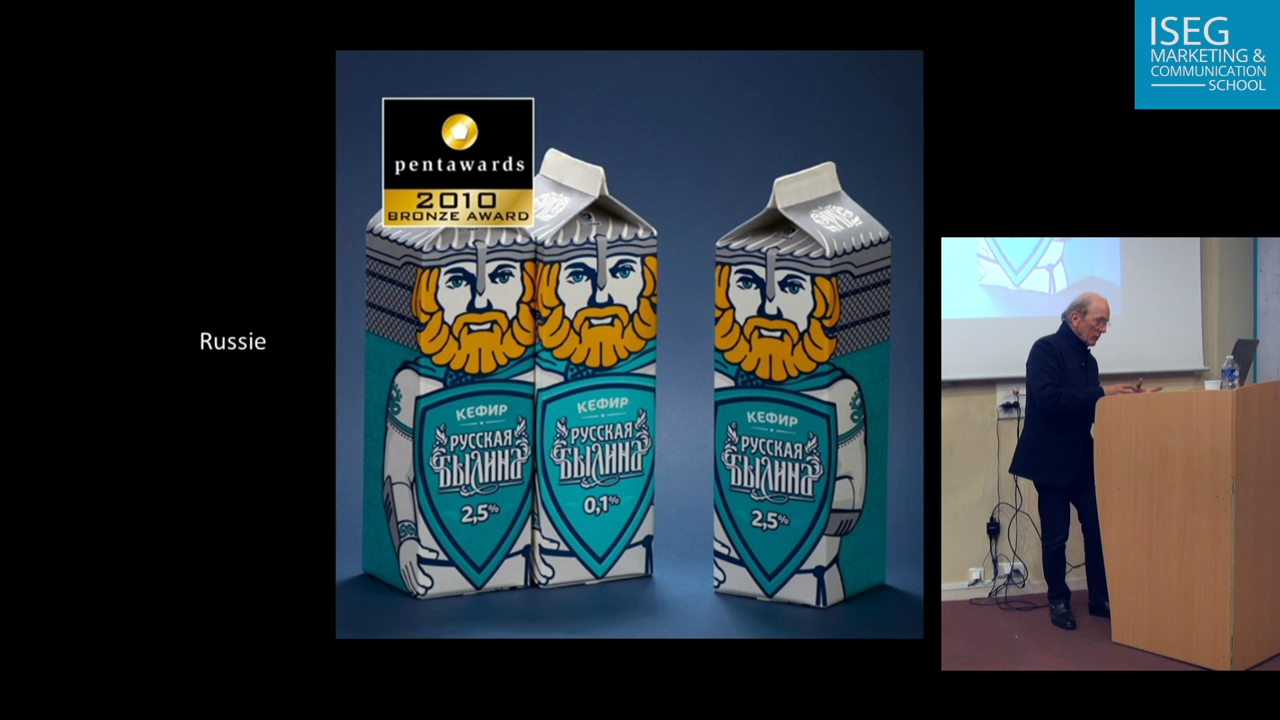 ISEG
MARKETING &
COMMUNICATION
SCHOOL
pentawards
2010
BRONZE AWARD
Russie
КЕФИР
РУССКАЯ
БЫЛИНА
2,5%
КЕФИР
РУССКАЯ
БЫЛИНА
0,1%
КЕФИР
РУССКАЯ
БЫЛИНА
2,5%